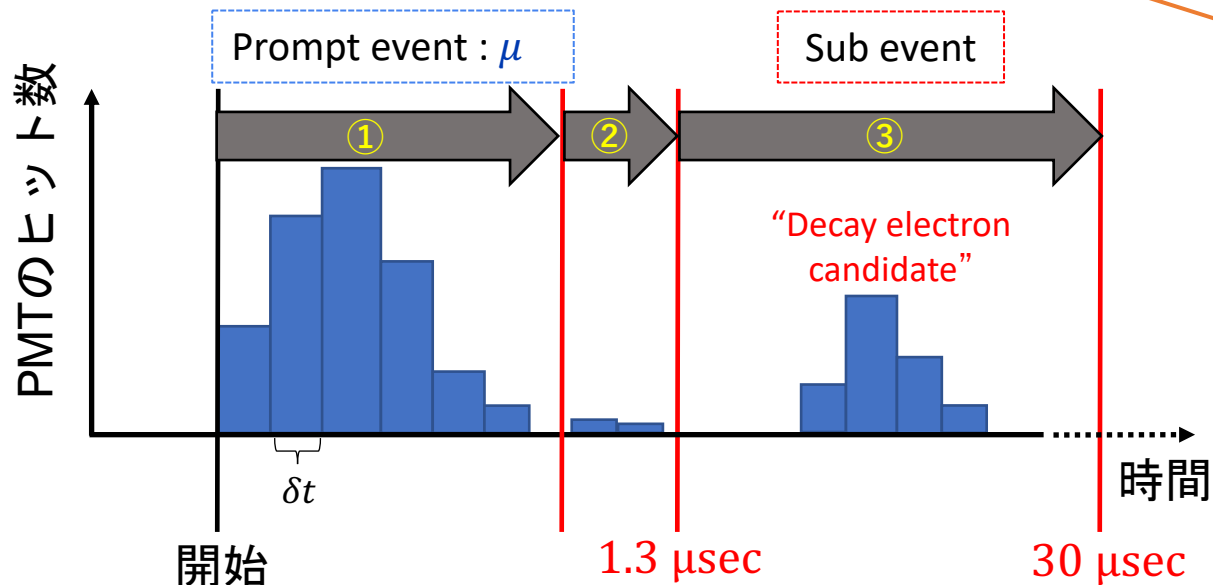 Prompt event : μ
Sub event
PMTのヒット数
①
②
③
“Decay electron
candidate”
δt
時間
開始
1.3 μsec
30 μsec